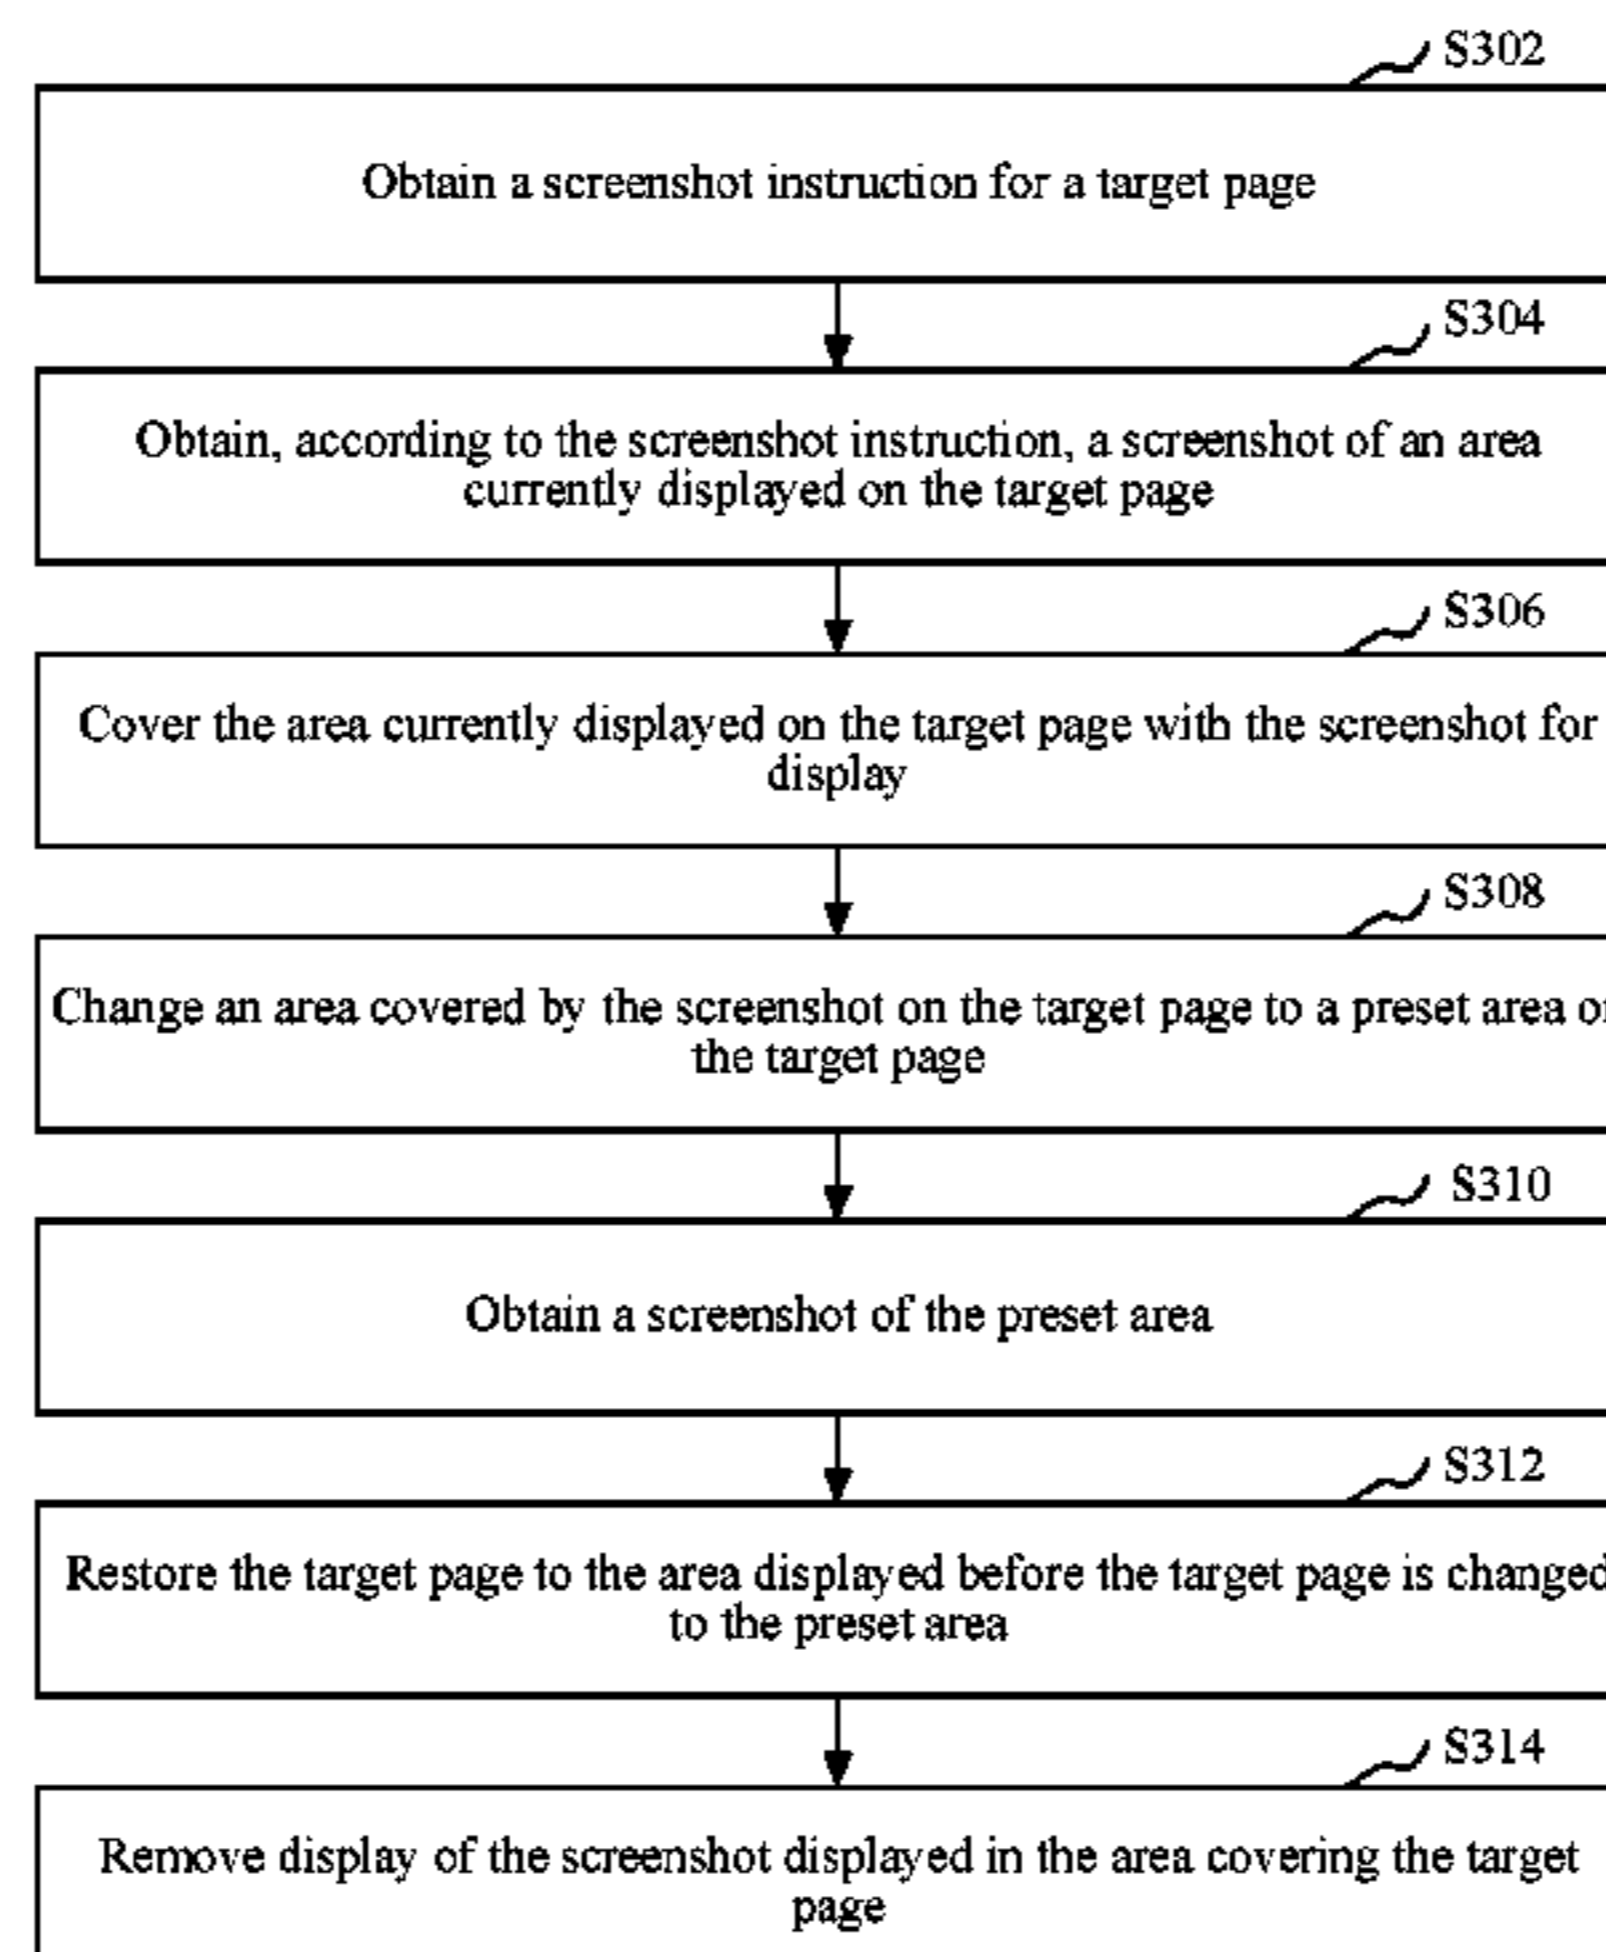 S302
Obtain a screenshot instruction for a target page
S304
Obtain, according to the screenshot instruction, a screenshot of an area
currently displayed on the target page
S306
Cover the area currently displayed on the target page with the screenshot for
display
S308
Change an area covered by the screenshot on the target page to a preset area
the target page
S310
Obtain a screenshot of the preset area
S312
Restore the target page to the area displayed before the target page is changed
to the preset area
S314
Remove display of the screenshot displayed in the area covering the target
page